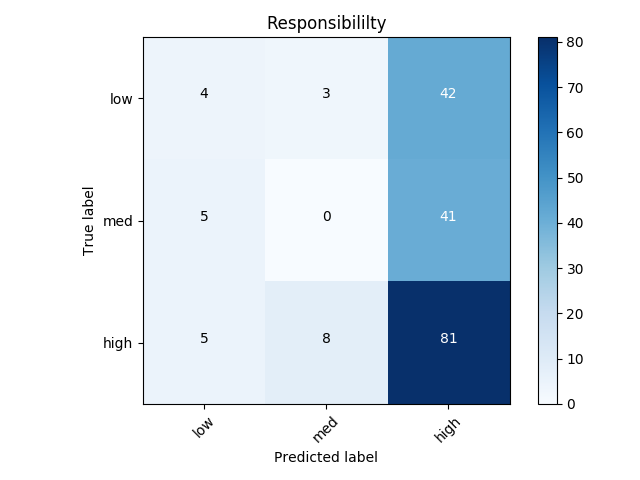 Responsibililty
low 4 3 42
med 5 0 41
high 5 8 81
low med high
Predicted label
True label
80
70
60
50
40
30
20
10
0